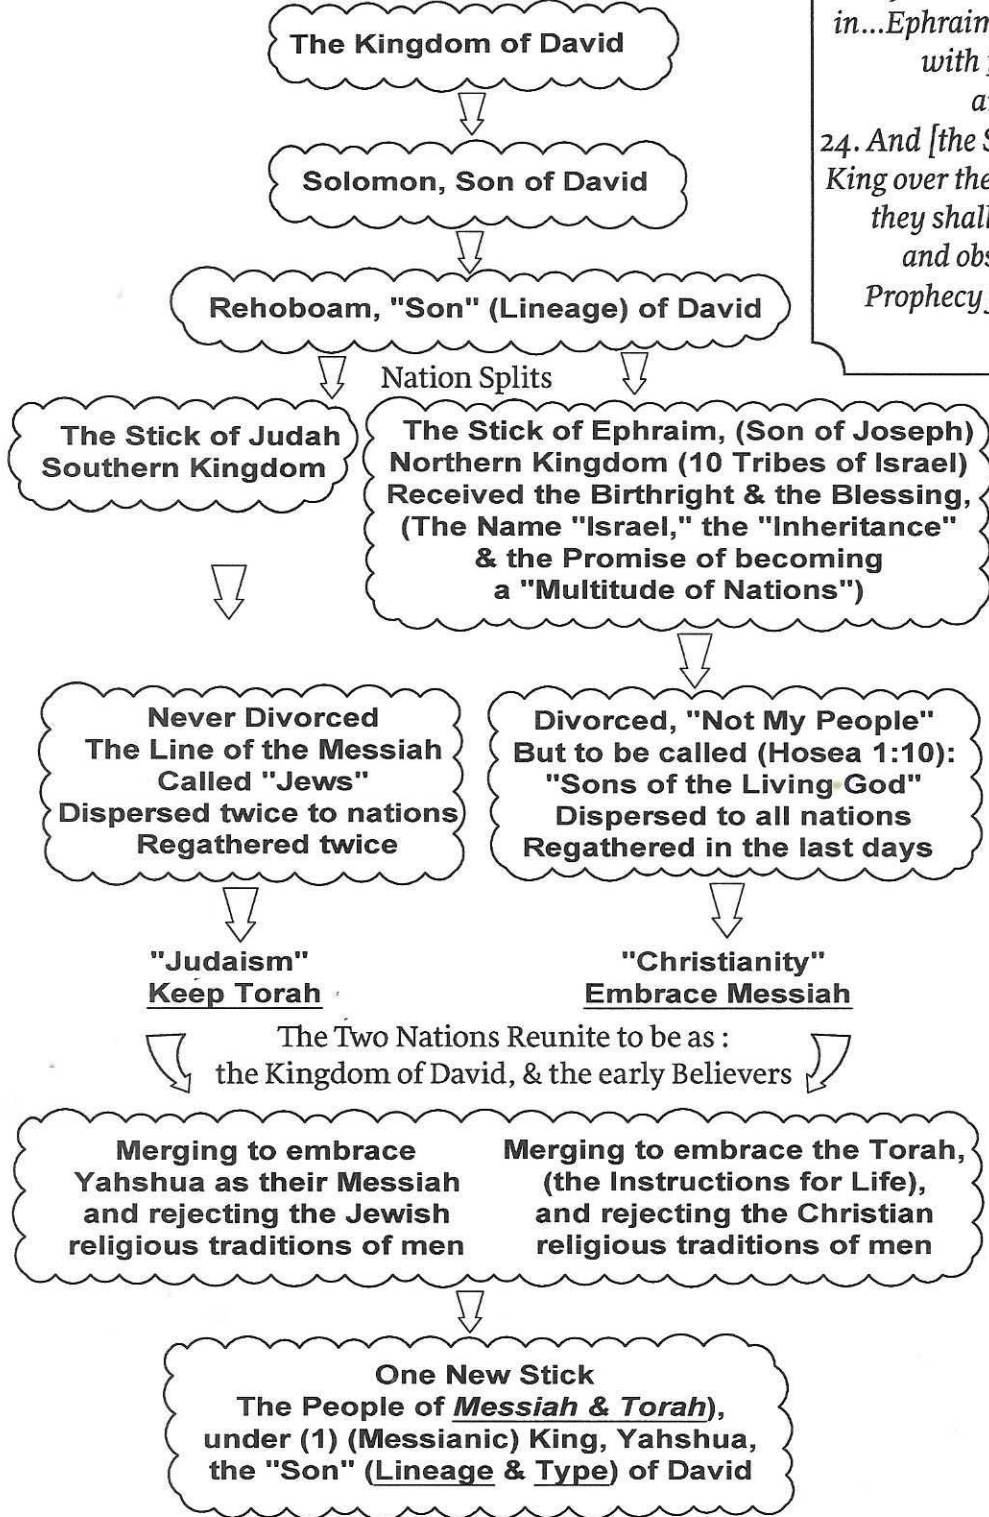 The Kingdom of David
in...Ephraim
with
24. And [the
King over the
they shall
and obs
Prophecy
Solomon, Son of David
Rehoboam, "Son" (Lineage) of David
Nation Splits
The Stick of Judah
Southern Kingdom
The Stick of Ephraim, (Son of Joseph)
Northern Kingdom (10 Tribes of Israel)
Received the Birthright & the Blessing,
(The Name "Israel," the "Inheritance"
& the Promise of becoming
a "Multitude of Nations")
Never Divorced
The Line of the Messiah
Called "Jews"
Dispersed twice to nations
Regathered twice
Divorced, "Not My People"
But to be called (Hosea 1:10):
"Sons of the Living God"
Dispersed to all nations
Regathered in the last days
"Judaism"
Keep Torah
"Christianity"
Embrace Messiah
The Two Nations Reunite to be as :
the Kingdom of David, & the early Believers
Merging to embrace
Yahshua as their Messiah
and rejecting the Jewish
religious traditions of men
Merging to embrace the Torah,
(the Instructions for Life),
and rejecting the Christian
religious traditions of men
One New Stick
The People of Messiah & Torah),
under (1) (Messianic) King, Yahshua,
the "Son" (Lineage & Type) of David